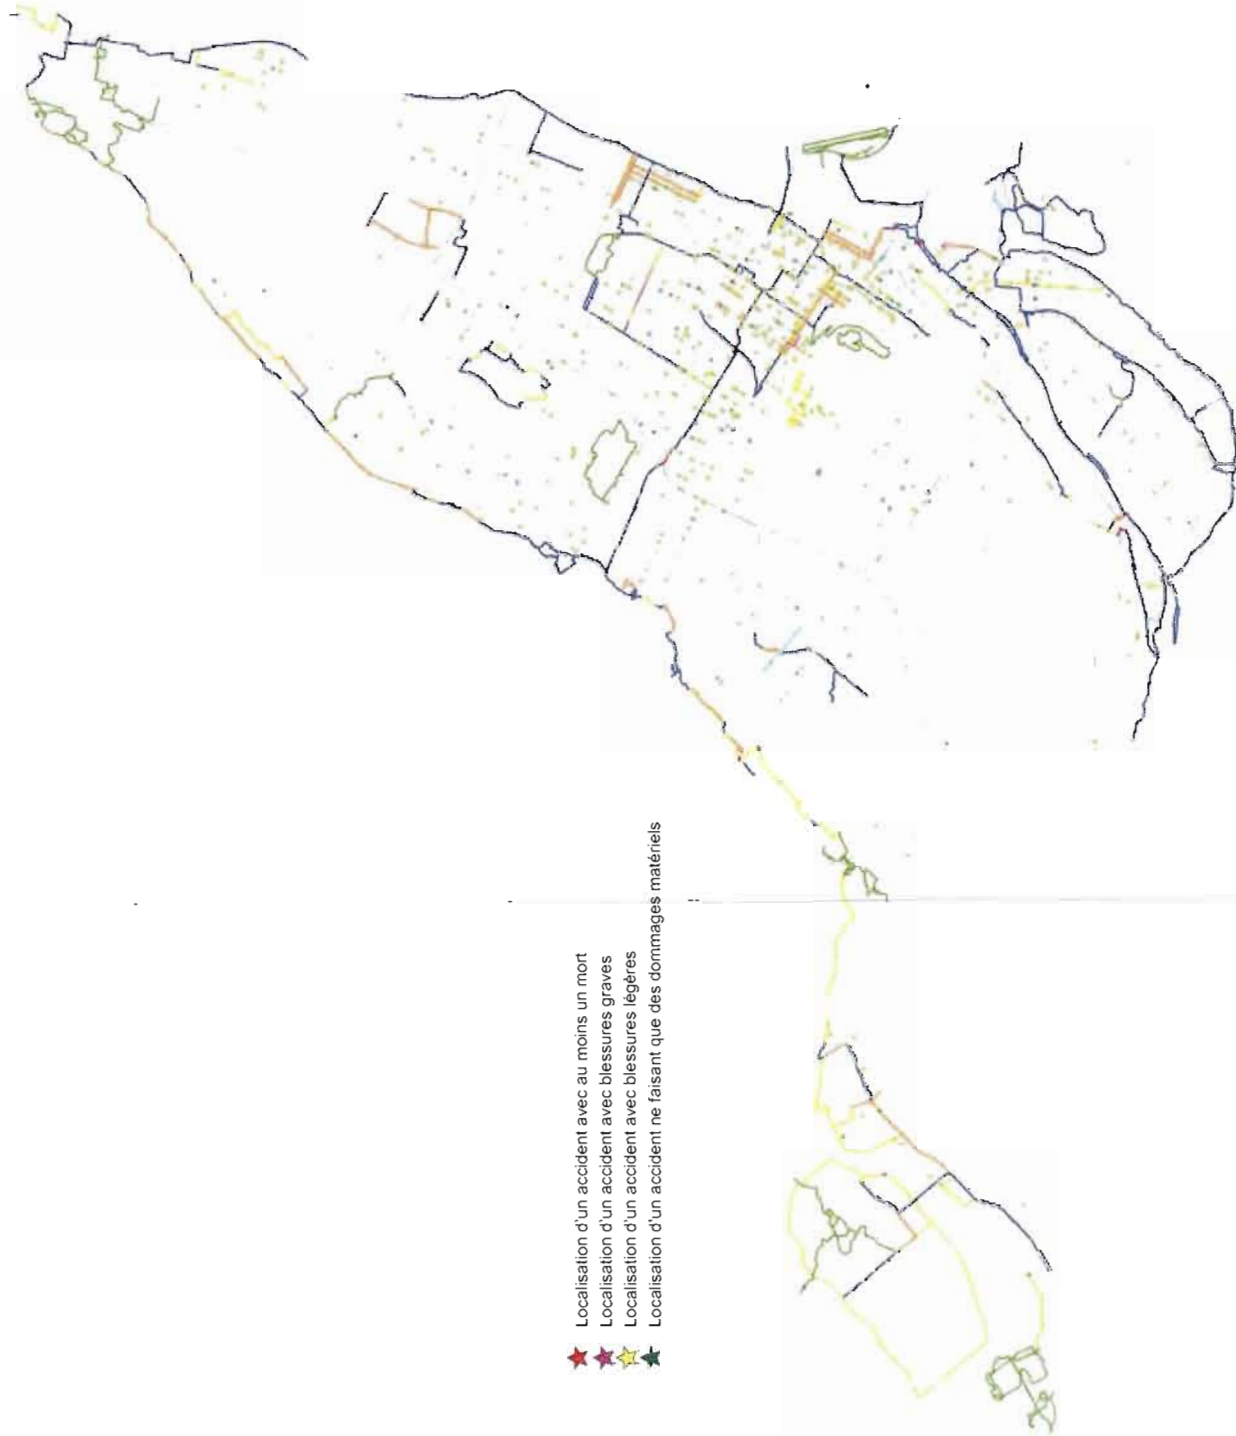 Localisation d'un accident avec au moins un mort
Localisation d'un accident avec blessures graves
Localisation d'un accident avec blessures légères
Localisation d'un accident ne faisant que des dommages matériels